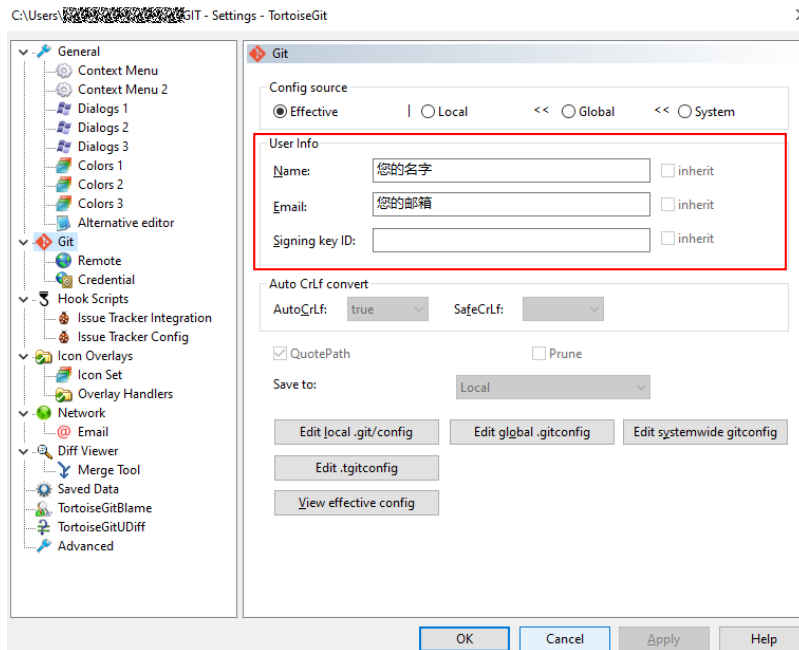 C:\Users\GIT - Settings - TortoiseGit
General
Context Menu
Context Menu 2
Dialogs 1
Dialogs 2
Dialogs 3
Colors 1
Colors 2
Colors 3
Alternative editor
Git
Remote
Credential
Hook Scripts
Issue Tracker Integration
Issue Tracker Config
Icon Overlays
Icon Set
Overlay Handlers
Network
Email
Diff Viewer
Merge Tool
Saved Data
TortoiseGitBlame
TortoiseGitUDiff
Advanced
Git
Config source
Effective | Local << Global << System
User Info
Name: 您的名字 inherit
Email: 您的邮箱 inherit
Signing key ID: inherit
Auto CrLf convert
AutoCrLf: true SafeCrLf:
QuotePath Prune
Save to: Local
Edit local .git/config Edit global .gitconfig Edit systemwide gitconfig
Edit .tgitconfig
View effective config
OK Cancel Apply Help